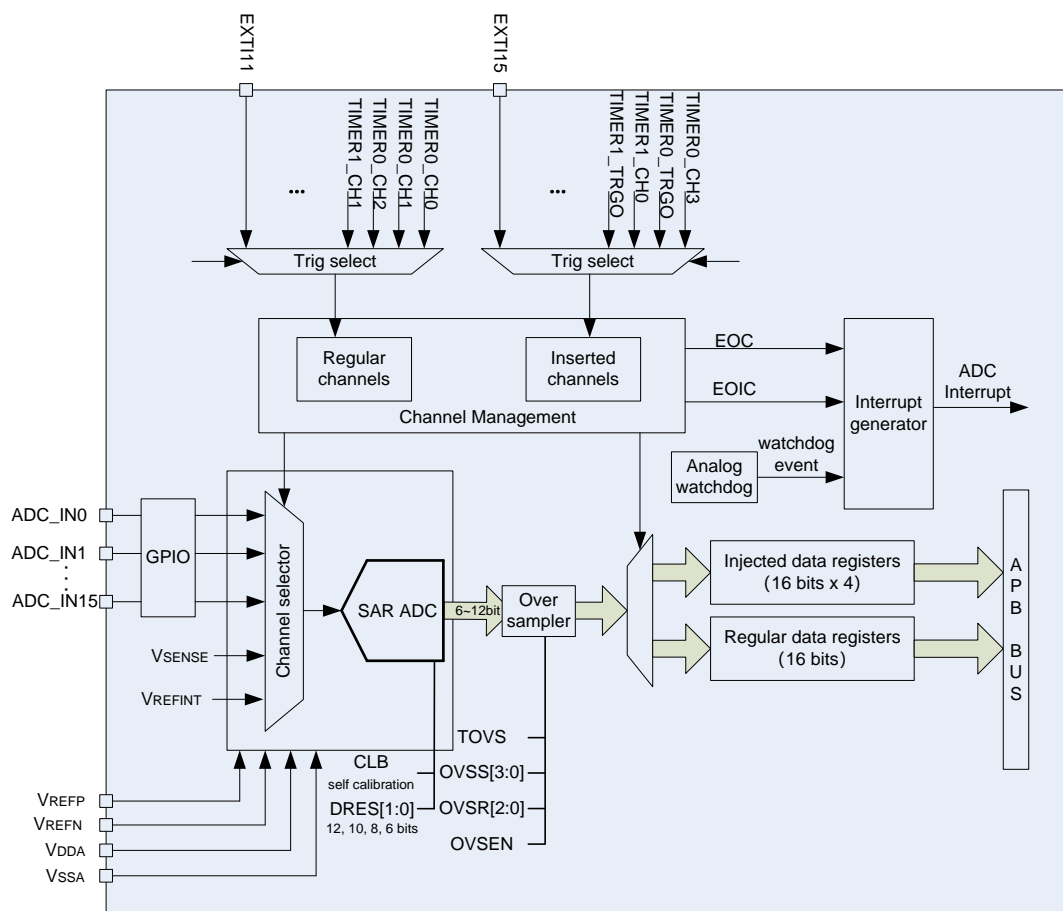 EXTI11
EXTI15
...
TIMER1_CH1
TIMER0_CH2
TIMER0_CH1
TIMER0_CH0
...
TIMER1_TRGO
TIMER1_CH0
TIMER0_TRGO
TIMER0_CH3
Trig select
Trig select
Regular
channels
Inserted
channels
Channel Management
EOC
EOIC
Interrupt
generator
ADC
Interrupt
Analog
watchdog
watchdog
event
ADC_IN0
ADC_IN1
ADC_IN15
GPIO
VSENSE
VREFINT
Channel selector
SAR ADC
6~12bit
Over
sampler
Injected data registers
(16 bits x 4)
Regular data registers
(16 bits)
APB BUS
CLB
self calibration
DRES[1:0]
12, 10, 8, 6 bits
TOVS
OVSS[3:0]
OVSR[2:0]
OVSEN
VREFP
VREFN
VDDA
VSSA